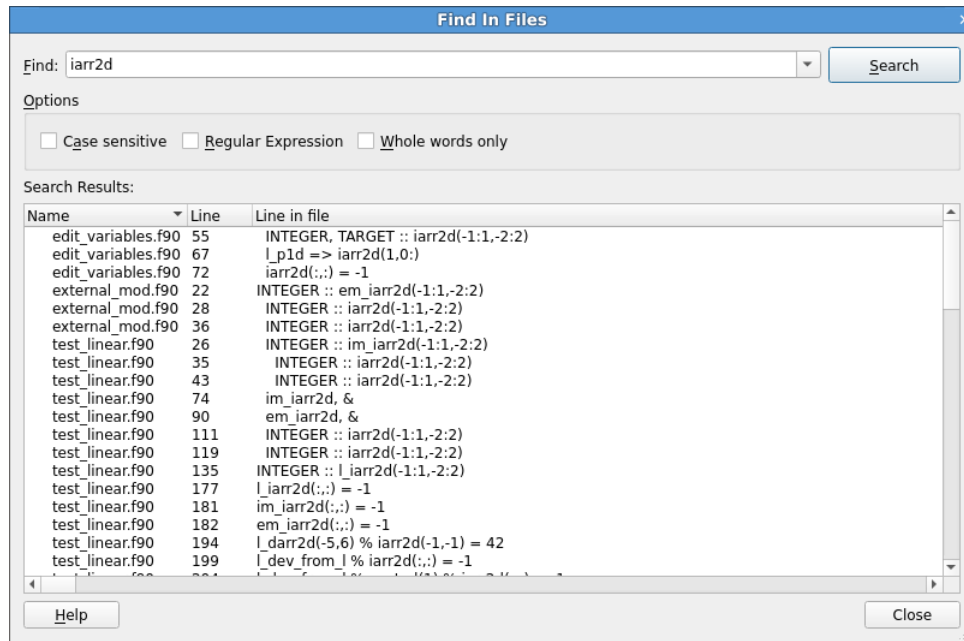 Find In Files
Find: iarr2d Search
Options
Case sensitive Regular Expression Whole words only
Search Results:
Name Line Line in file
edit_variables.f90 55 INTEGER, TARGET :: iarr2d(-1:1,-2:2)
edit_variables.f90 67 l_p1d => iarr2d(1,0:)
edit_variables.f90 72 iarr2d(:,:) = -1
external_mod.f90 22 INTEGER :: em_iarr2d(-1:1,-2:2)
external_mod.f90 28 INTEGER :: iarr2d(-1:1,-2:2)
external_mod.f90 36 INTEGER :: iarr2d(-1:1,-2:2)
test_linear.f90 26 INTEGER :: im_iarr2d(-1:1,-2:2)
test_linear.f90 35 INTEGER :: iarr2d(-1:1,-2:2)
test_linear.f90 43 INTEGER :: iarr2d(-1:1,-2:2)
test_linear.f90 74 im_iarr2d, &
test_linear.f90 90 em_iarr2d, &
test_linear.f90 111 INTEGER :: iarr2d(-1:1,-2:2)
test_linear.f90 119 INTEGER :: iarr2d(-1:1,-2:2)
test_linear.f90 135 INTEGER :: l_iarr2d(-1:1,-2:2)
test_linear.f90 177 l_iarr2d(:,:) = -1
test_linear.f90 181 im_iarr2d(:,:) = -1
test_linear.f90 182 em_iarr2d(:,:) = -1
test_linear.f90 194 l_darr2d(-5,6) % iarr2d(-1,-1) = 42
test_linear.f90 199 l_dev_from_l % iarr2d(:,:) = -1
Help Close